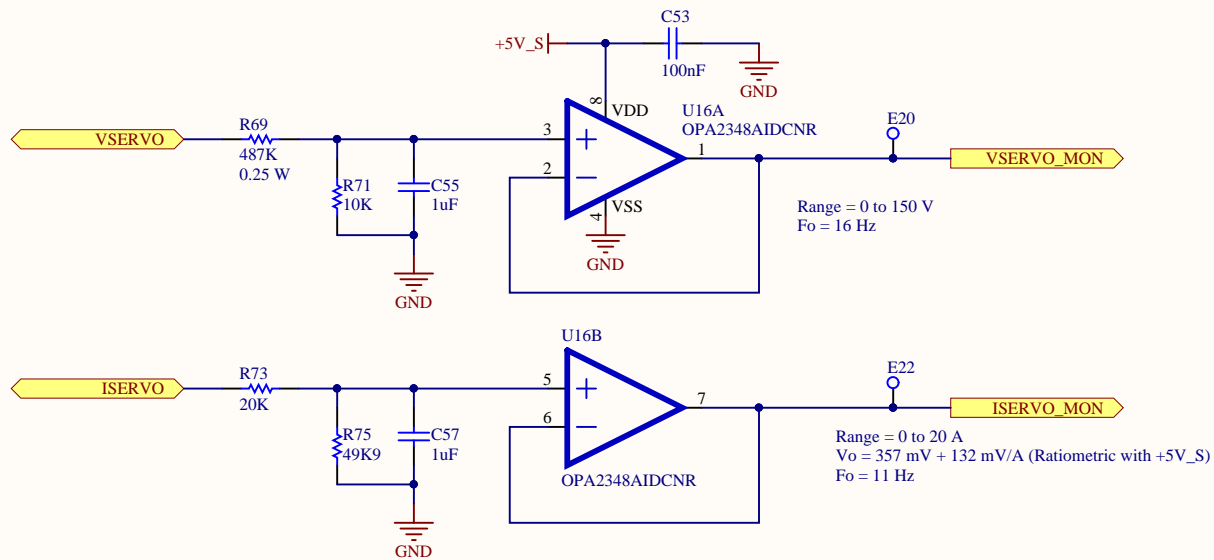 C53
+5V_S
100nF
GND
8
VDD
U16A
OPA2348AIDCNR
VSERVO
R69
487K
0.25 W
3
2
1
E20
VSERVO_MON
R71
10K
C55
1uF
4
VSS
GND
Range = 0 to 150 V
Fo = 16 Hz
GND
U16B
ISERVO
R73
20K
5
6
7
E22
ISERVO_MON
R75
49K9
C57
1uF
OPA2348AIDCNR
Range = 0 to 20 A
Vo = 357 mV + 132 mV/A (Ratiometric with +5V_S)
Fo = 11 Hz
GND